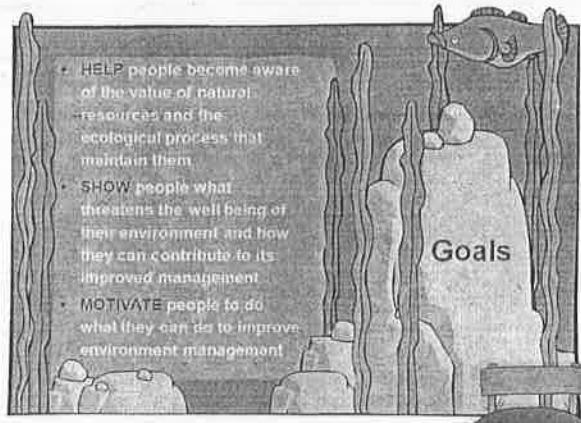 • HELP people become aware
of the value of natural
resources and the
ecological process that
maintain them
• SHOW people what
threatens the well being of
their environment and how
they can contribute to its
improved management
• MOTIVATE people to do
what they can do to improve
environment management
Goals